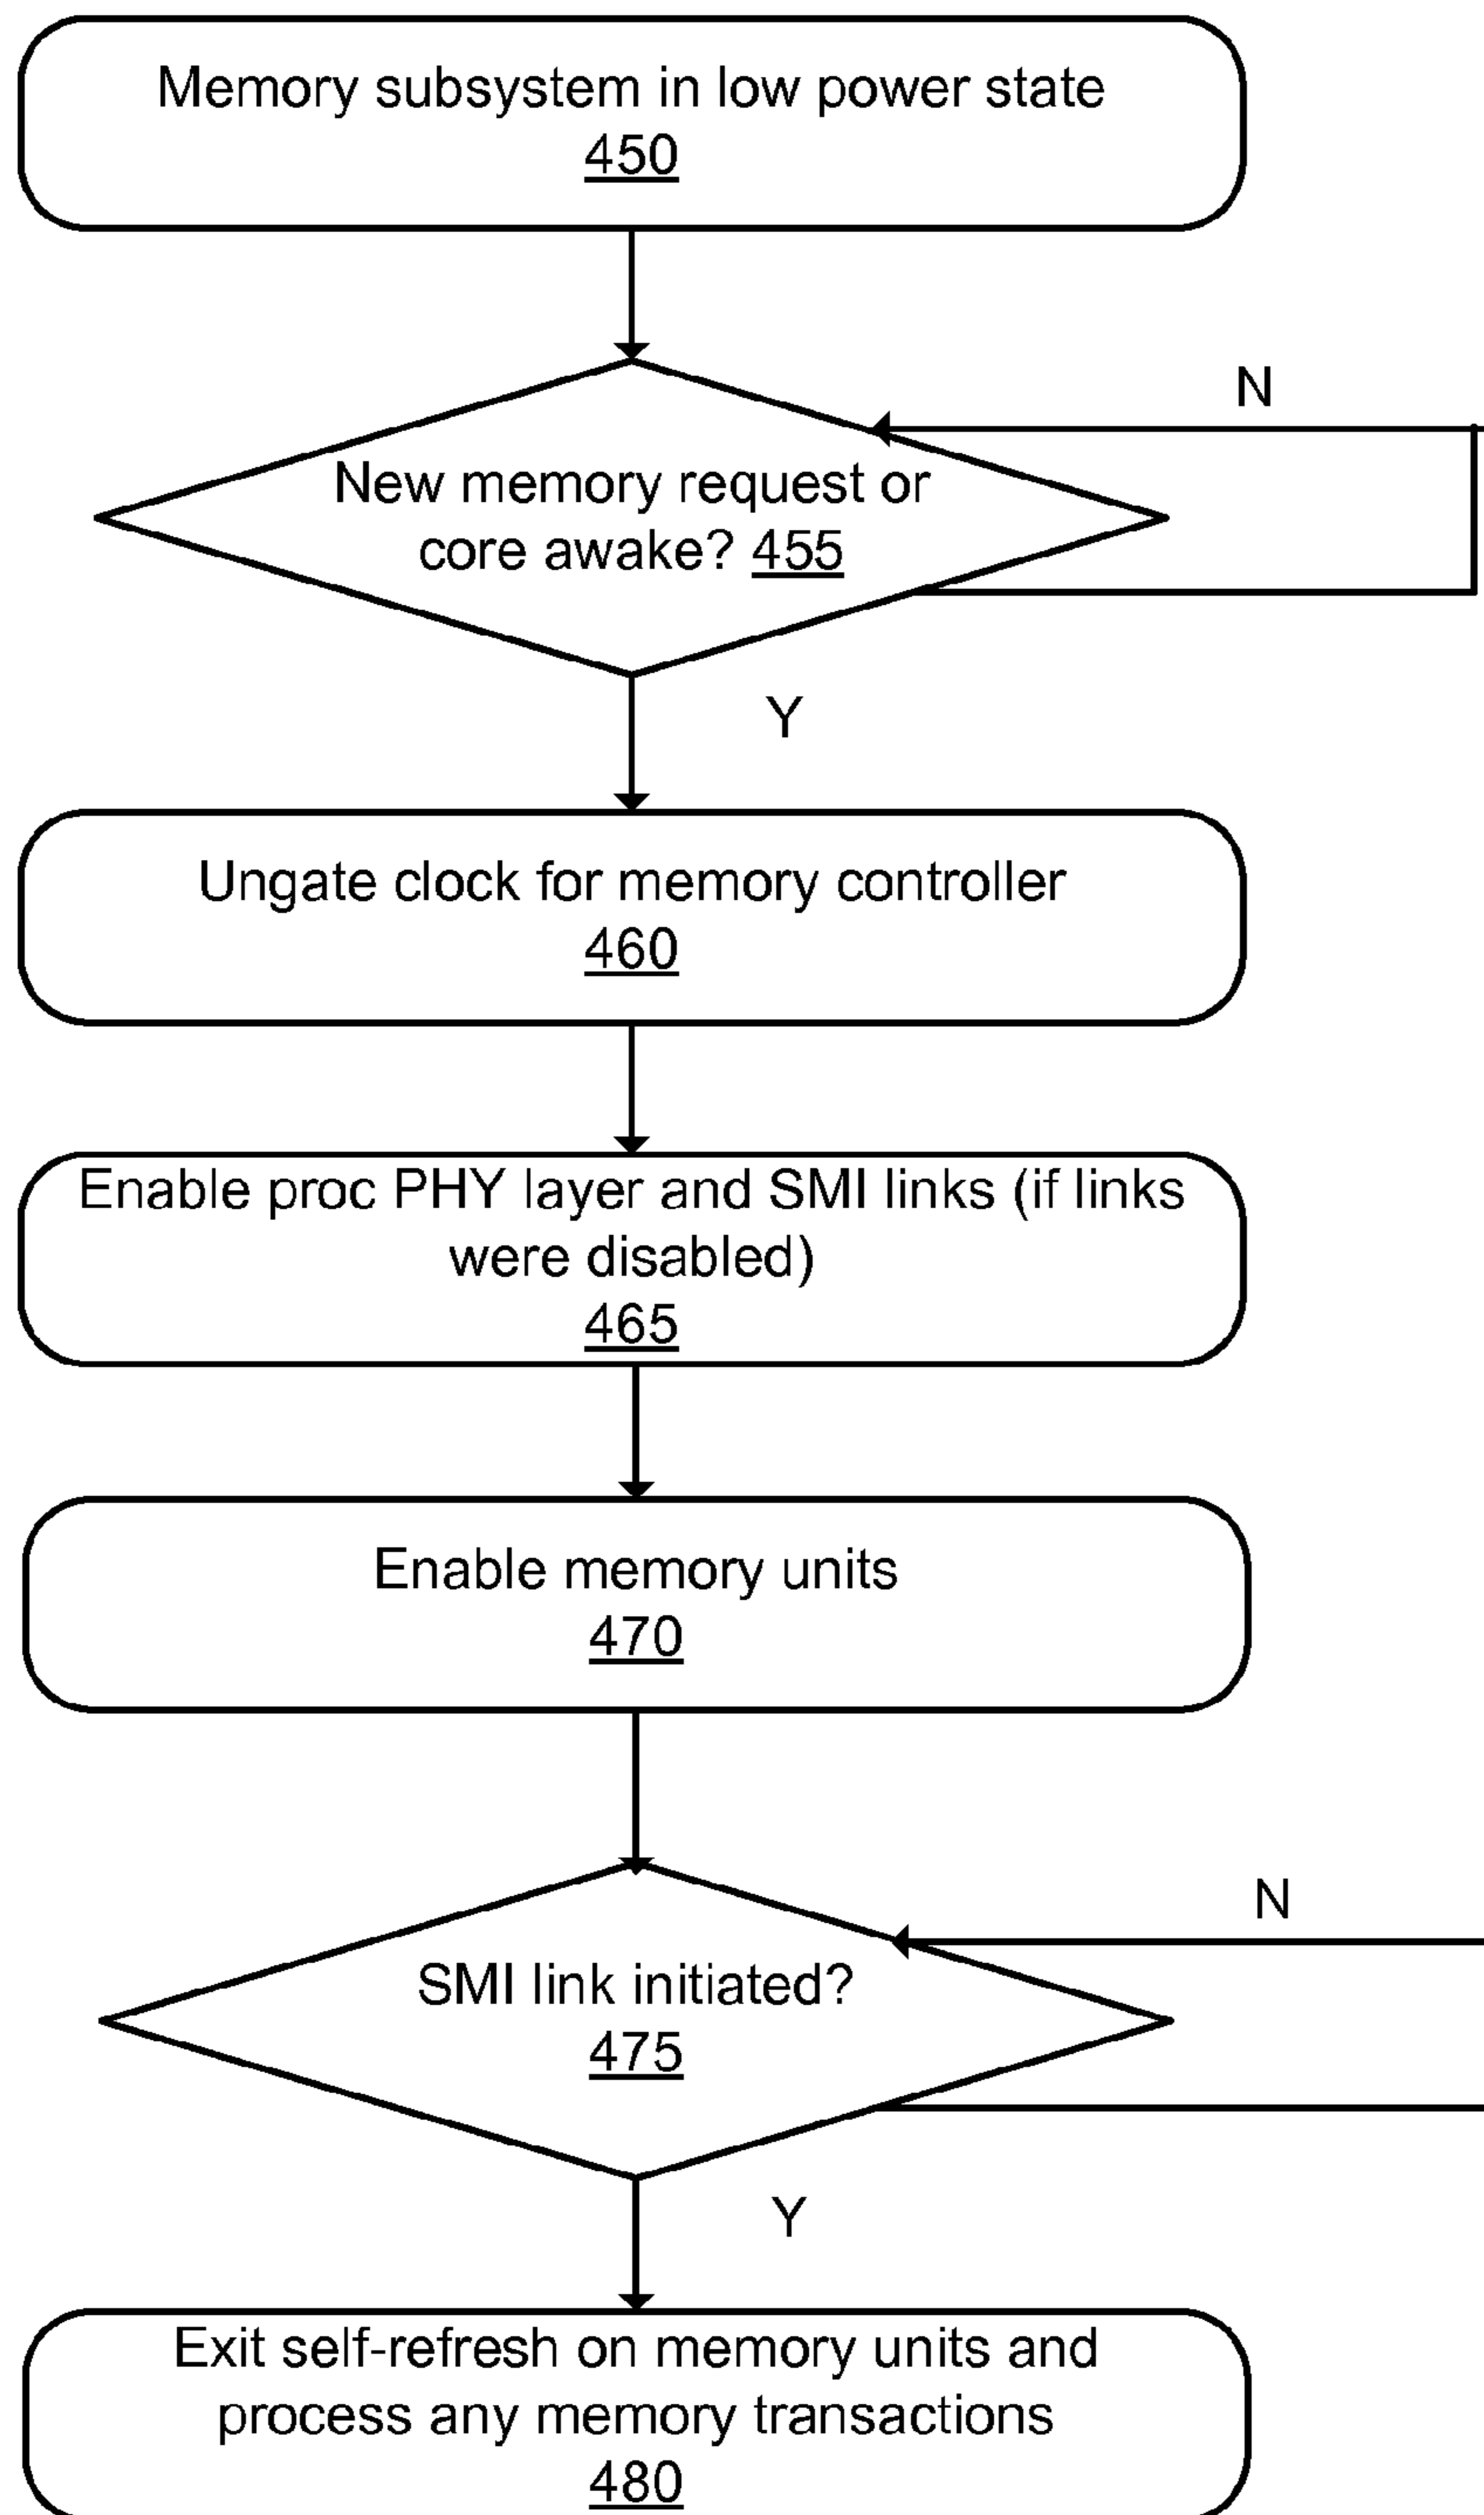 Memory subsystem in low power state
450
N
New memory request or
core awake? 455
Y
Ungate clock for memory controller
460
Enable proc PHY layer and SMI links (if links
were disabled)
465
Enable memory units
470
N
SMI link initiated?
475
Y
Exit self-refresh on memory units and
process any memory transactions
480